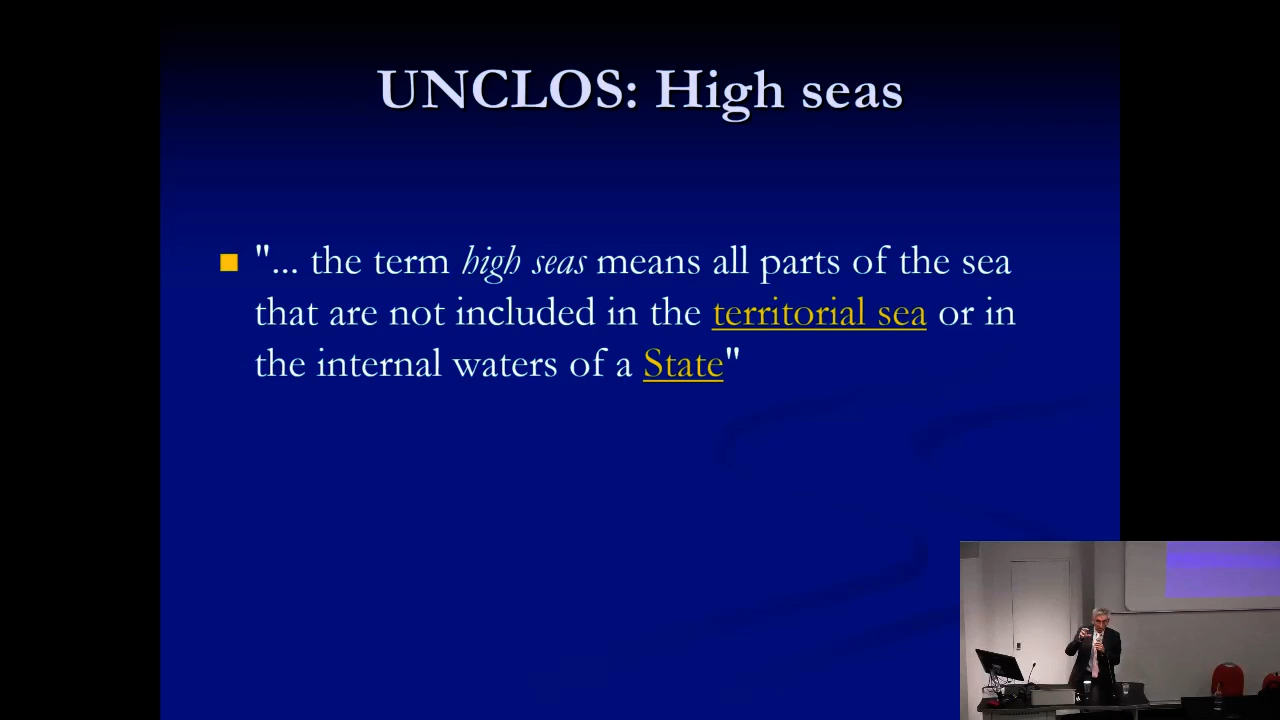 UNCLOS: High seas
"... the term high seas means all parts of the sea
that are not included in the territorial sea or in
the internal waters of a State"